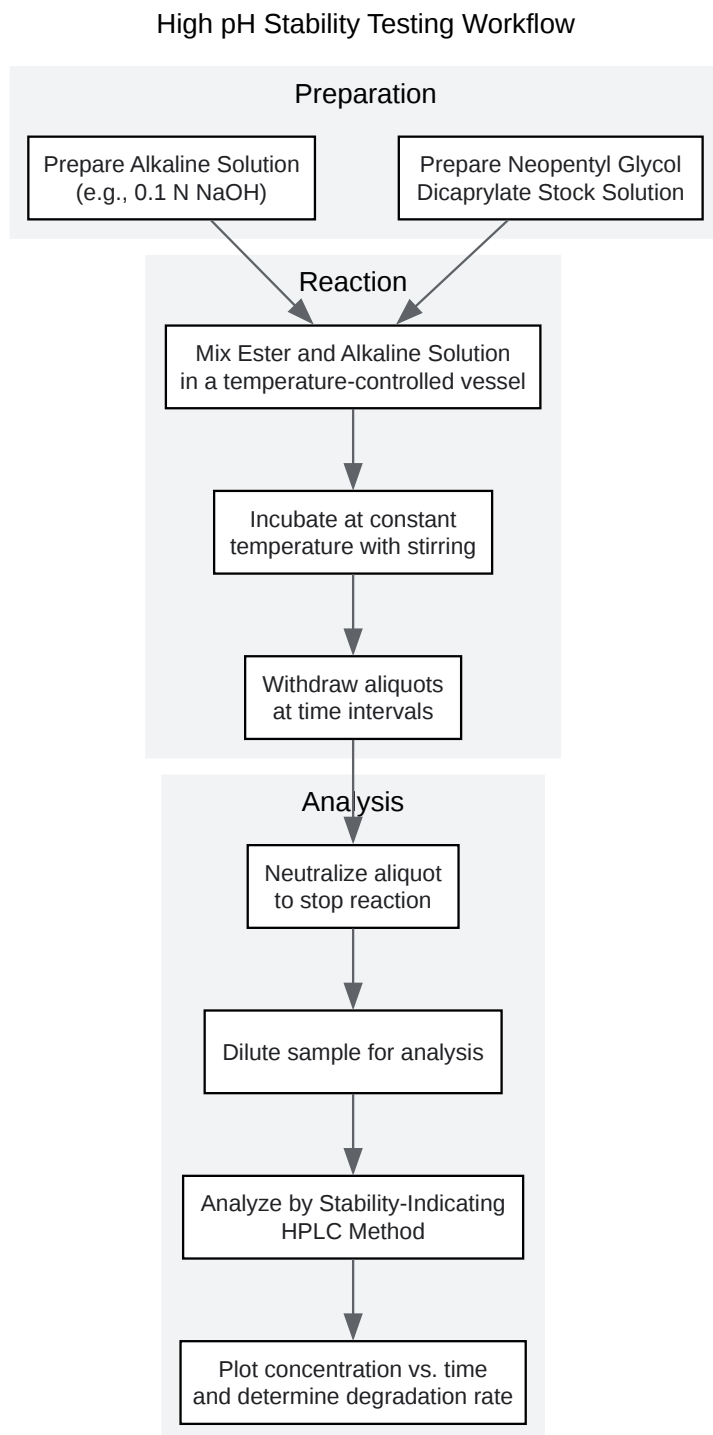 High pH Stability Testing Workflow
Preparation
Prepare Alkaline Solution
(e.g., 0.1 N NaOH)
Prepare Neopentyl Glycol
Dicaprylate Stock Solution
Reaction
Mix Ester and Alkaline Solution
in a temperature-controlled vessel
Incubate at constant
temperature with stirring
Withdraw aliquots
at time intervals
Analysis
Neutralize aliquot
to stop reaction
Dilute sample for analysis
Analyze by Stability-Indicating
HPLC Method
Plot concentration vs. time
and determine degradation rate